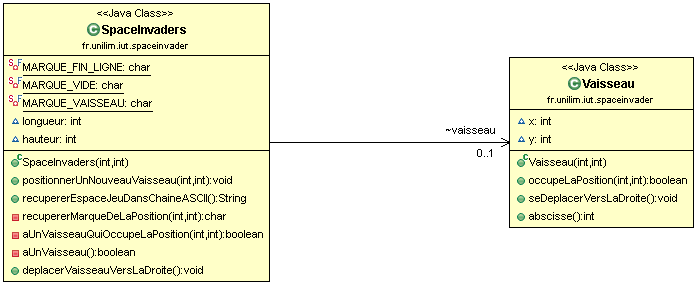 <<Java Class>>
SpaceInvaders
fr.unilim.iut.spaceinvader
MARQUE_FIN_LIGNE: char
MARQUE_VIDE: char
MARQUE_VAISSEAU: char
longueur: int
hauteur: int
SpaceInvaders(int,int)
positionnerUnNouveauVaisseau(int,int):void
recupererEspaceJeuDansChaineASCII():String
recupererMarqueDeLaPosition(int,int):char
aUnVaisseauQuiOccupeLaPosition(int,int):boolean
aUnVaisseau():boolean
deplacerVaisseauVersLaDroite():void
~vaisseau
0..1
<<Java Class>>
Vaisseau
fr.unilim.iut.spaceinvader
x: int
y: int
Vaisseau(int,int)
occupeLaPosition(int,int):boolean
seDeplacerVersLaDroite():void
abscisse():int